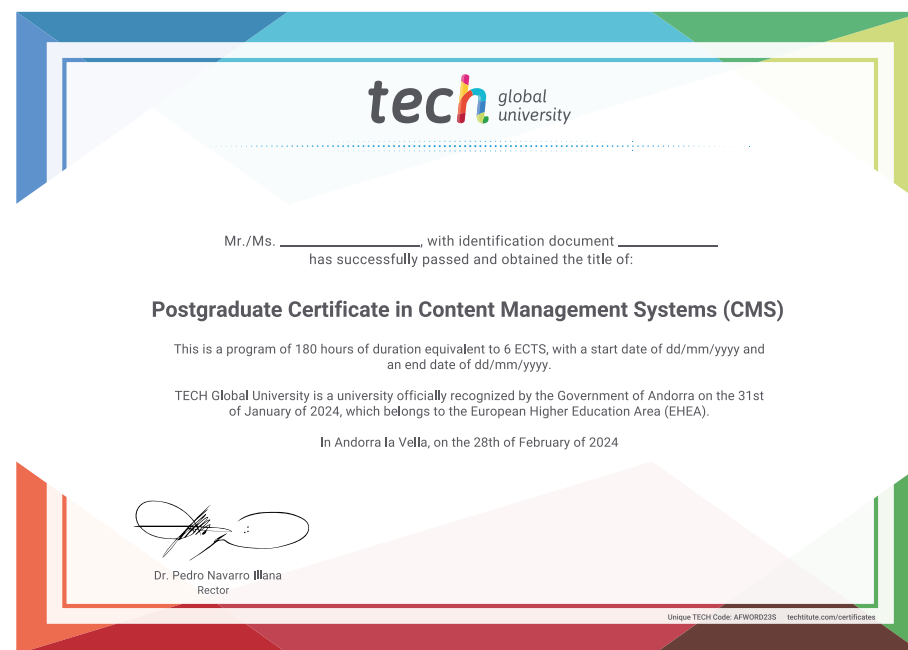 tech global
university
Mr./Ms. ____________________, with identification document ______________
has successfully passed and obtained the title of:
Postgraduate Certificate in Content Management Systems (CMS)
This is a program of 180 hours of duration equivalent to 6 ECTS, with a start date of dd/mm/yyyy and
an end date of dd/mm/yyyy.
TECH Global University is a university officially recognized by the Government of Andorra on the 31st
of January of 2024, which belongs to the European Higher Education Area (EHEA).
In Andorra la Vella, on the 28th of February of 2024
Dr. Pedro Navarro Illana
Rector
Unique TECH Code: AFWORD23S techtitute.com/certificates